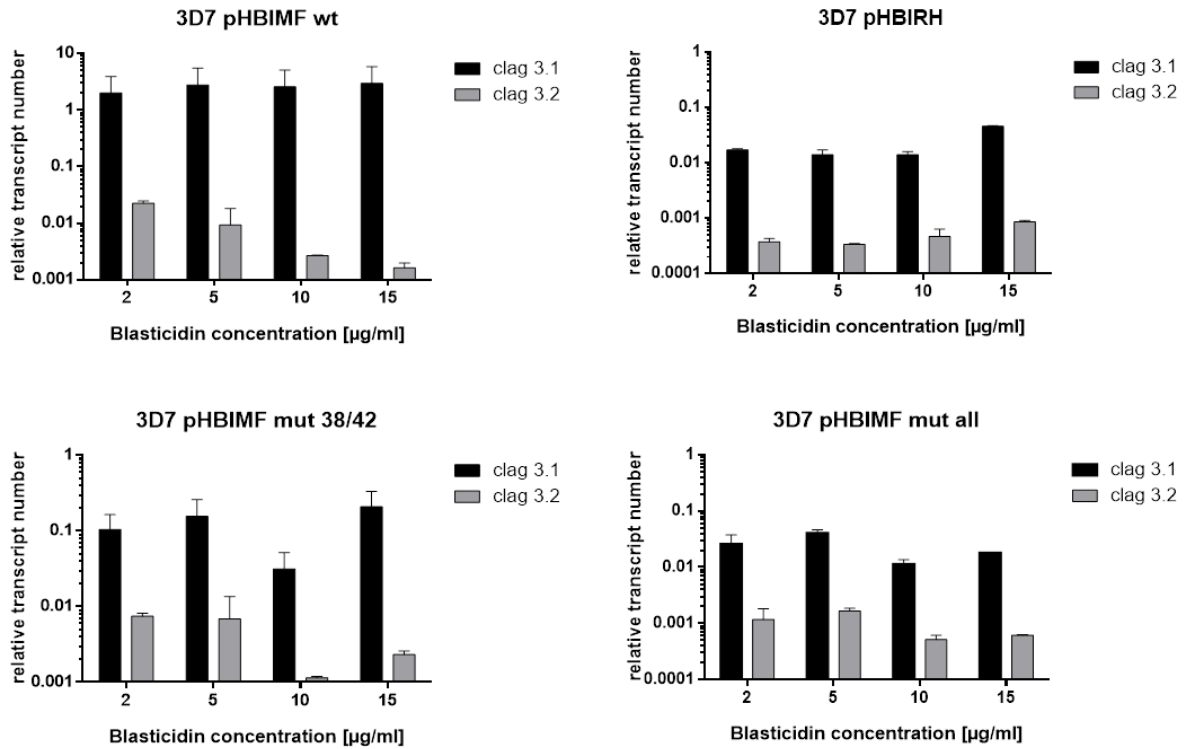 3D7 pHBIMF wt
relative transcript number
10
1
0.1
0.01
0.001
2 5 10 15
Blasticidin concentration [µg/ml]
clag 3.1
clag 3.2
3D7 pHBIRH
relative transcript number
1
0.1
0.01
0.001
0.0001
2 5 10 15
Blasticidin concentration [µg/ml]
clag 3.1
clag 3.2
3D7 pHBIMF mut 38/42
relative transcript number
1
0.1
0.01
0.001
2 5 10 15
Blasticidin concentration [µg/ml]
clag 3.1
clag 3.2
3D7 pHBIMF mut all
relative transcript number
1
0.1
0.01
0.001
0.0001
2 5 10 15
Blasticidin concentration [µg/ml]
clag 3.1
clag 3.2